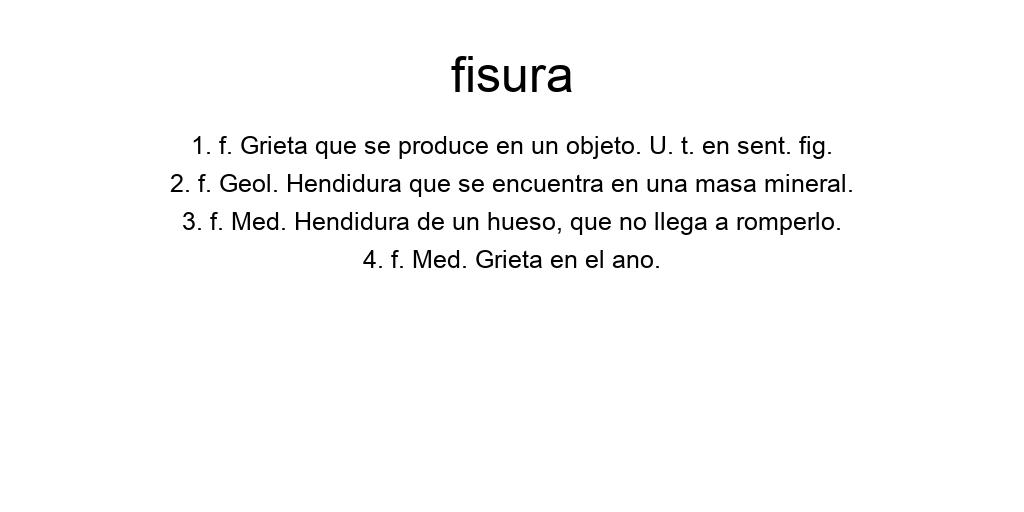 fisura
1. f. Grieta que se produce en un objeto. U. t. en sent. fig.
2. f. Geol. Hendidura que se encuentra en una masa mineral.
3. f. Med. Hendidura de un hueso, que no llega a romperlo.
4. f. Med. Grieta en el ano.